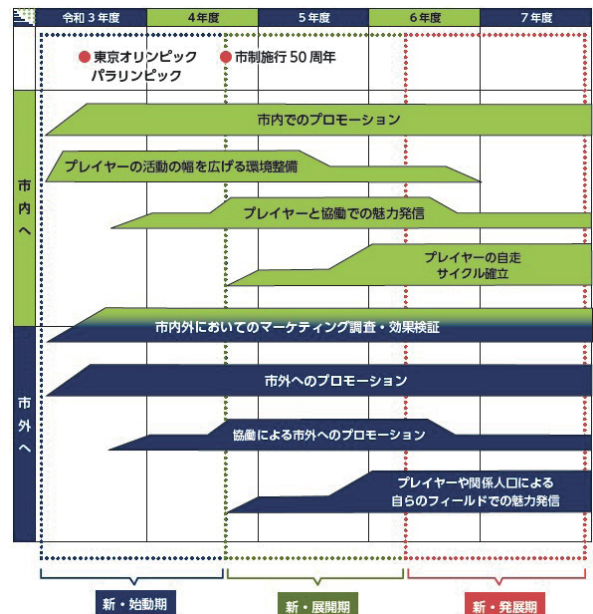 令和3年度 4年度 5年度 6年度 7年度
●東京オリンピック
パラリンピック
●市制施行50周年
市内へ
市内でのプロモーション
プレイヤーの活動の幅を広げる環境整備
プレイヤーと協働での魅力発信
プレイヤーの自走
サイクル確立
市内外においてのマーケティング調査・効果検証
市外へ
市外へのプロモーション
協働による市外へのプロモーション
プレイヤーや関係人口による
自らのフィールドでの魅力発信
新・始動期 新・展開期 新・発展期